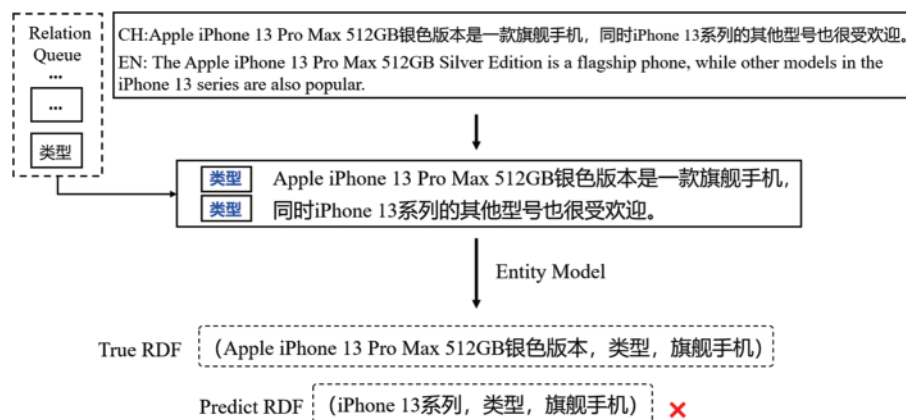 Relation
Queue
...
...
类型
CH:Apple iPhone 13 Pro Max 512GB银色版本是一款旗舰手机，同时iPhone 13系列的其他型号也很受欢迎。
EN: The Apple iPhone 13 Pro Max 512GB Silver Edition is a flagship phone, while other models in the
iPhone 13 series are also popular.
类型 Apple iPhone 13 Pro Max 512GB银色版本是一款旗舰手机，
类型 同时iPhone 13系列的其他型号也很受欢迎。
Entity Model
True RDF （Apple iPhone 13 Pro Max 512GB银色版本，类型，旗舰手机）
Predict RDF （iPhone 13系列，类型，旗舰手机）